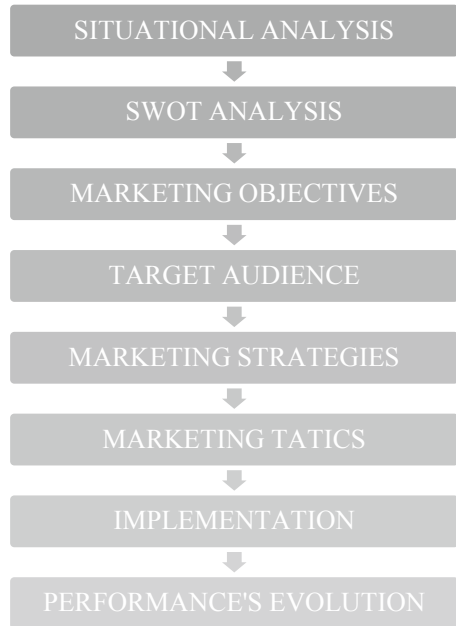 SITUATIONAL ANALYSIS
SWOT ANALYSIS
MARKETING OBJECTIVES
TARGET AUDIENCE
MARKETING STRATEGIES
MARKETING TATICS
IMPLEMENTATION
PERFORMANCE'S EVOLUTION